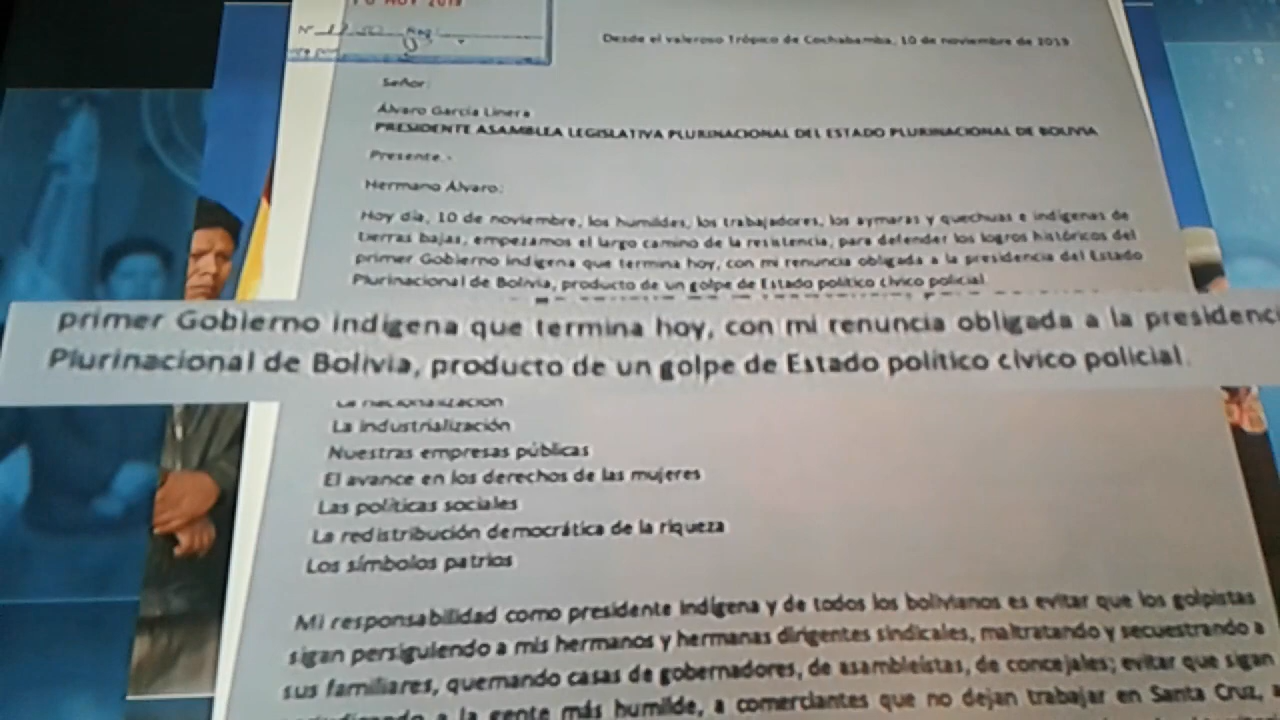 NOV 2019
Desde el valeroso Trópico de Cochabamba, 10 de noviembre de 2019
Señor:
Álvaro García Linera
PRESIDENTE ASAMBLEA LEGISLATIVA PLURINACIONAL DEL ESTADO PLURINACIONAL DE BOLIVIA
Presente.-
Hermano Álvaro:
Hoy día, 10 de noviembre, los humildes, los trabajadores, los aymaras y quechuas e indígenas de
tierras bajas, empezamos el largo camino de la resistencia, para defender los logros históricos del
primer Gobierno indígena que termina hoy, con mi renuncia obligada a la presidencia del Estado
Plurinacional de Bolivia, producto de un golpe de Estado político cívico policial.
primer Gobierno indígena que termina hoy, con mi renuncia obligada a la presidenci
Plurinacional de Bolivia, producto de un golpe de Estado político cívico policial.
La nacionalización
La industrialización
Nuestras empresas públicas
El avance en los derechos de las mujeres
Las políticas sociales
La redistribución democrática de la riqueza
Los símbolos patrios
Mi responsabilidad como presidente indígena y de todos los bolivianos es evitar que los golpistas
sigan persiguiendo a mis hermanos y hermanas dirigentes sindicales, maltratando y secuestrando a
sus familiares, quemando casas de gobernadores, de asambleístas, de concejales; evitar que sigan
a la gente más humilde, a comerciantes que no dejan trabajar en Santa Cruz, a